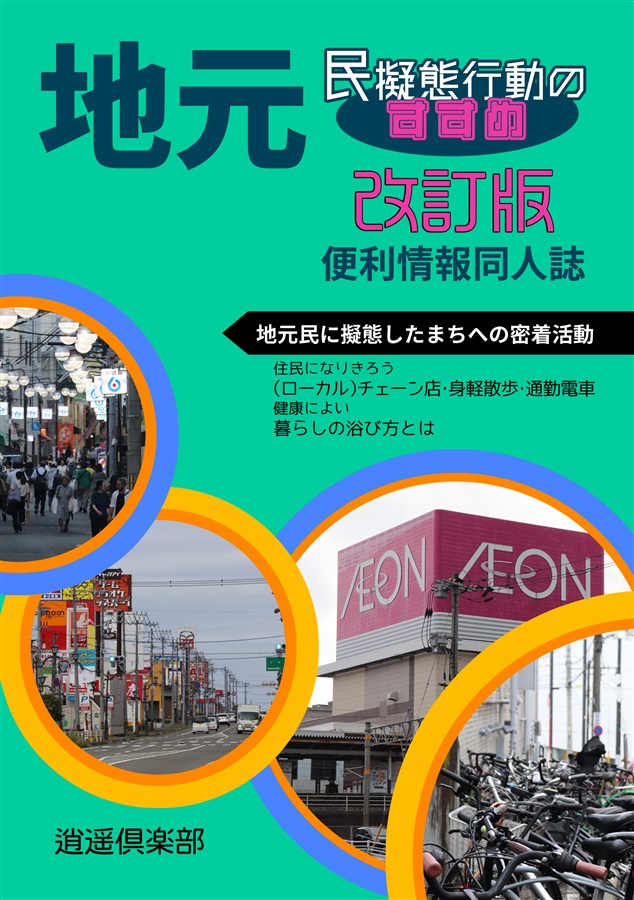 地元
民擬態行動の
すすめ
改訂版
便利情報同人誌
地元民に擬態したまちへの密着活動
住民になりきろう
(ローカル)チェーン店・身軽散歩・通勤電車
健康によい
暮らしの浴び方とは
ÆON
ÆON
逍遥倶楽部